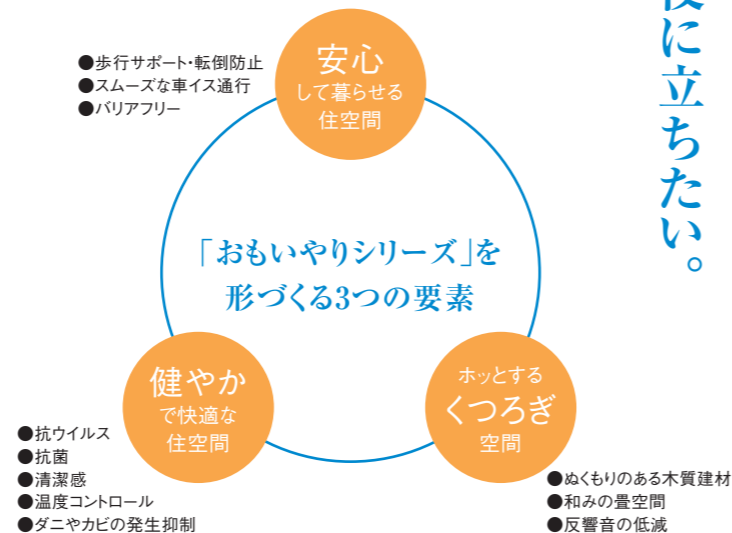 ●歩行サポート・転倒防止
●スムーズな車イス通行
●バリアフリー
安心
して暮らせる
住空間
「おもいやりシリーズ」を
形づくる3つの要素
健やか
で快適な
住空間
●抗ウイルス
●抗菌
●清潔感
●温度コントロール
●ダニやカビの発生抑制
ホッとする
くつろぎ
空間
●ぬくもりのある木質建材
●和みの畳空間
●反響音の低減
に立ちたい。